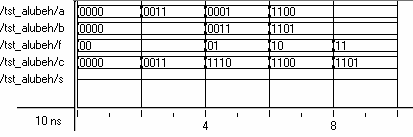 /tst_alubeh/a 0000 0011 0001 1100
/tst_alubeh/b 0000 0011 1101
/tst_alubeh/f 00 01 10 11
/tst_alubeh/c 0000 0011 1110 1100 1101
/tst_alubeh/s
10 ns 4 8